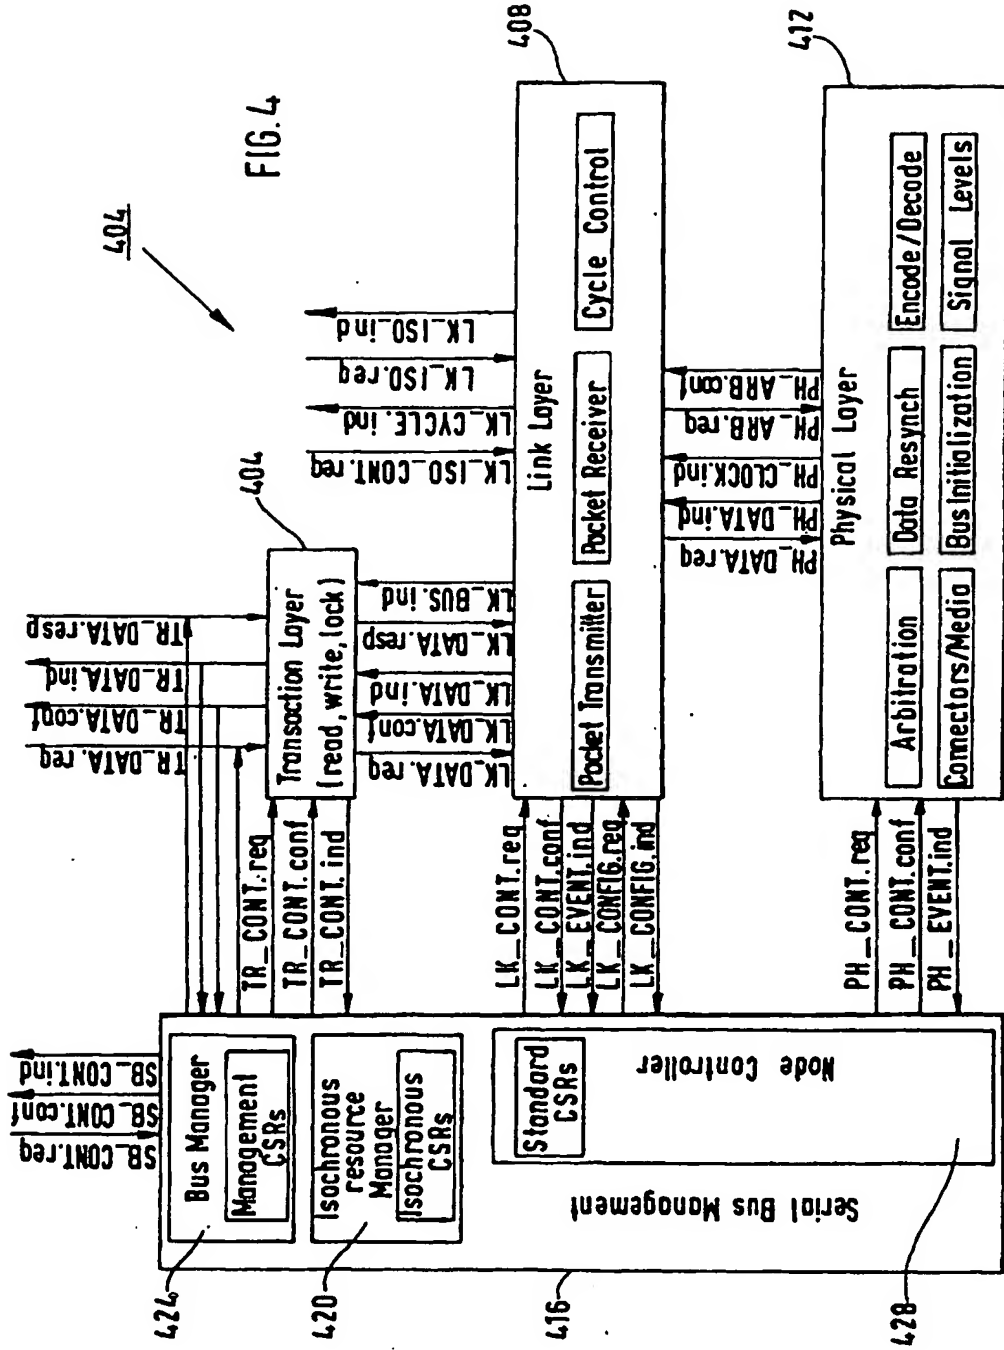 FIG.4
404
SB_CONT.req
SB_CONT.conf
SB_CONT.ind
TR_DATA.req
TR_DATA.conf
TR_DATA.ind
TR_DATA.resp
424
Bus Manager
Management
CSRs
420
Isochronous
resource
Manager
Isochronous
CSRs
416
Serial Bus Management
428
Standard
CSRs
Node Controller
TR_CONT.req
TR_CONT.conf
TR_CONT.ind
404
Transaction Layer
(read,write,lock)
LK_DATA.req
LK_DATA.conf
LK_DATA.ind
LK_DATA.resp
LK_BUS.ind
LK_ISO_CONT.req
LK_CYCLE.ind
LK_ISO.req
LK_ISO.ind
LK_CONT.req
LK_CONT.conf
LK_EVENT.ind
LK_CONFIG.req
LK_CONFIG.ind
408
Link Layer
Pocket Transmitter
Pocket Receiver
Cycle Control
PH_DATA.req
PH_DATA.ind
PH_CLOCK.ind
PH_ARB.req
PH_ARB.conf
PH_CONT.req
PH_CONT.conf
PH_EVENT.ind
412
Physical Layer
Arbitration
Data Resynch
Encode/Decode
Connectors/Media
Bus Initialization
Signal Levels